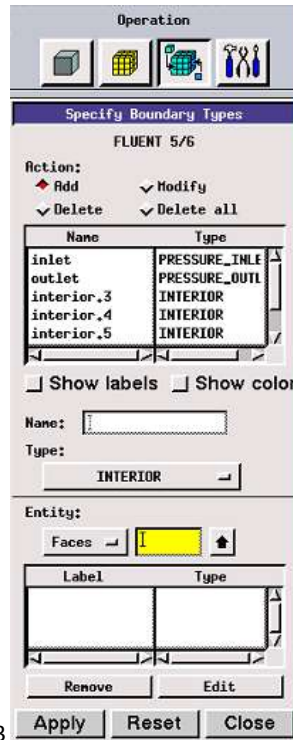 Operation
Specify Boundary Types
FLUENT 5/6
Action:
Add Modify
Delete Delete all
Name Type
inlet PRESSURE_INLE
outlet PRESSURE_OUTL
interior.3 INTERIOR
interior.4 INTERIOR
interior.5 INTERIOR
Show labels Show color
Name:
Type:
INTERIOR
Entity:
Faces
Label Type
Remove Edit
Apply Reset Close